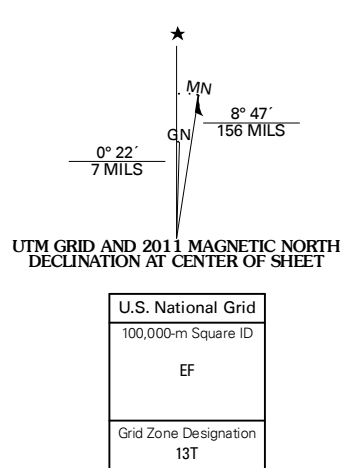 ★
MN
8° 47´
156 MILS
GN
0° 22´
7 MILS
UTM GRID AND 2011 MAGNETIC NORTH
DECLINATION AT CENTER OF SHEET
U.S. National Grid
100,000-m Square ID
EF
Grid Zone Designation
13T